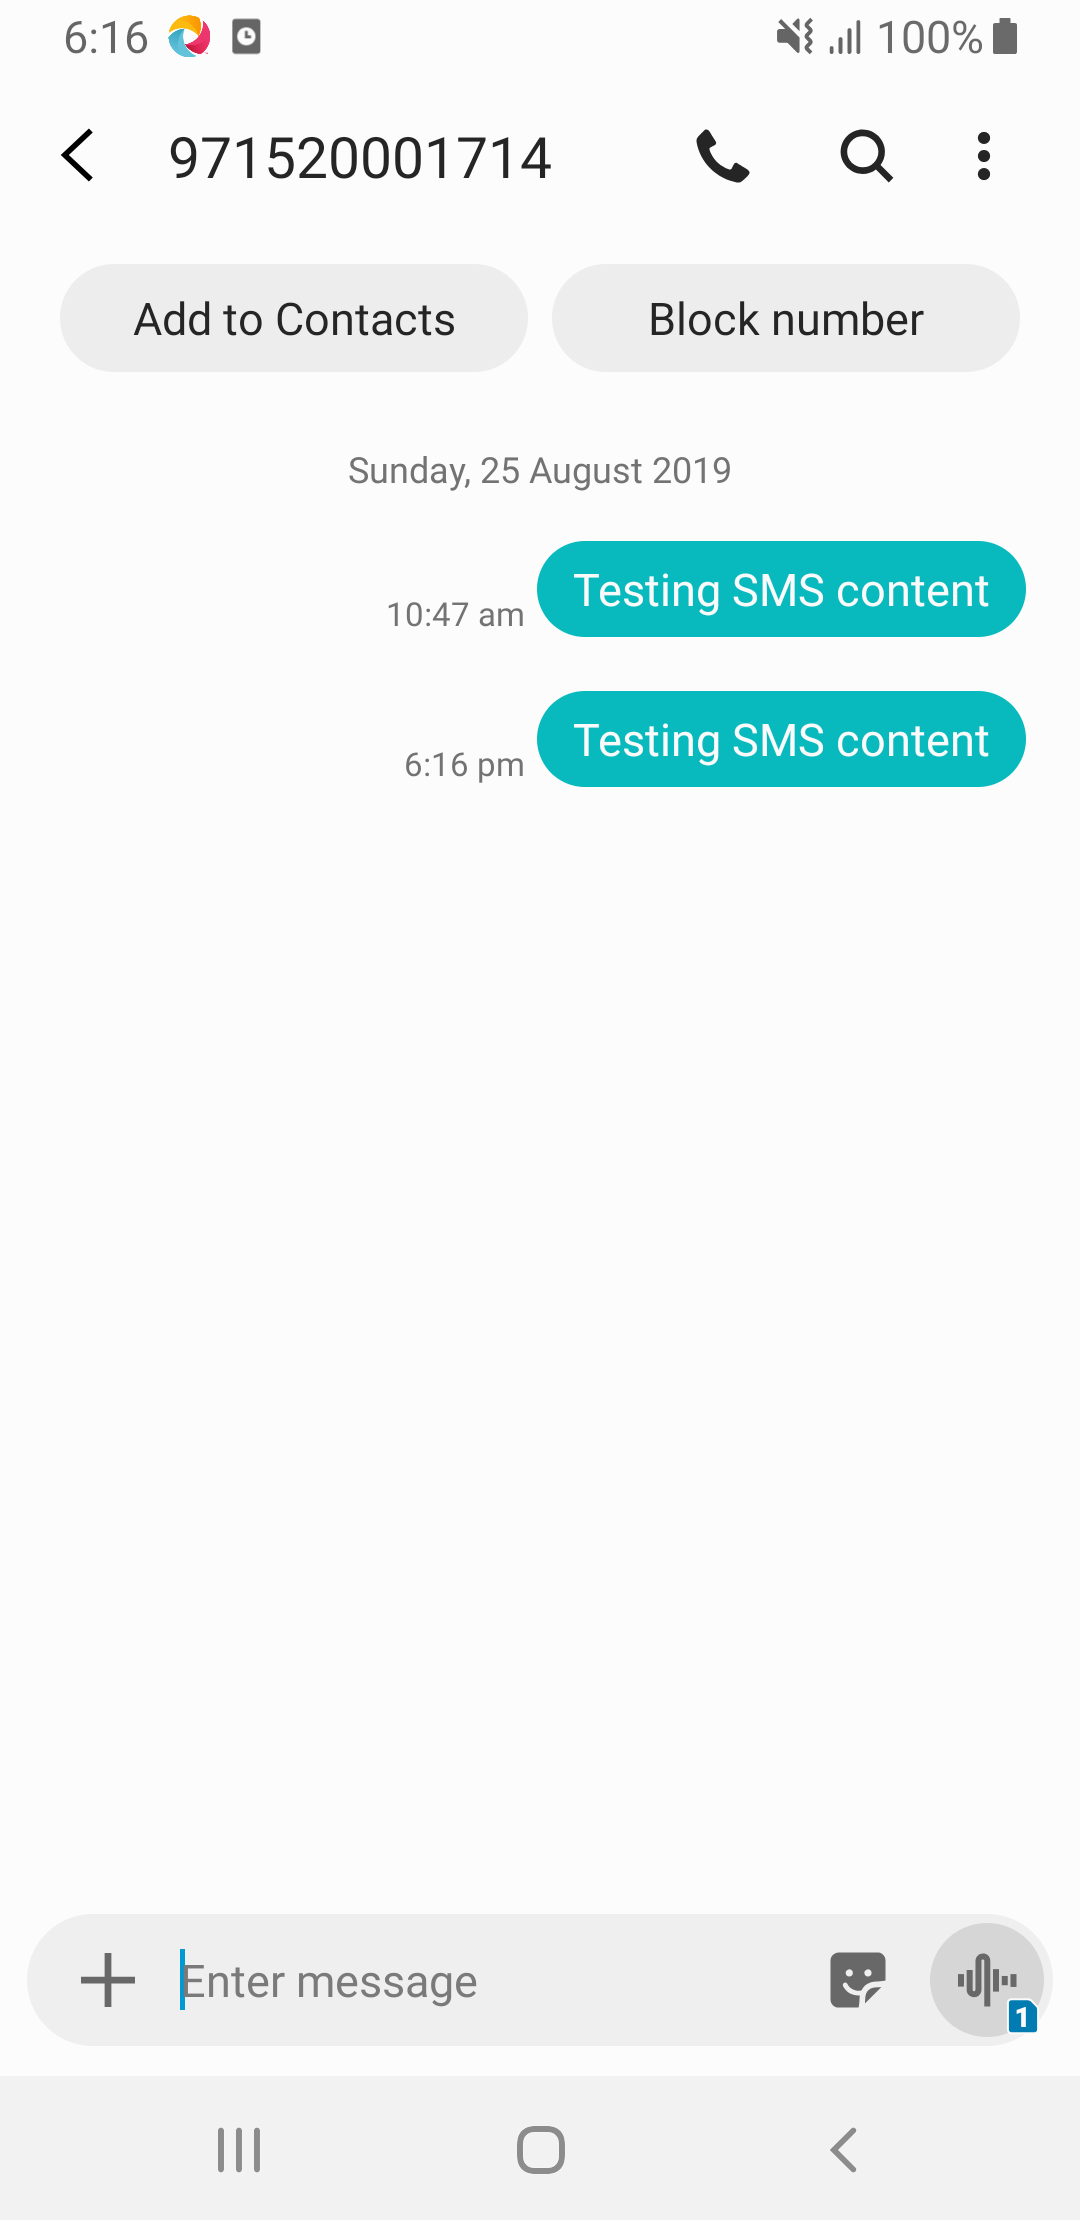 6:16 100%
971520001714
Add to Contacts Block number
Sunday, 25 August 2019
Testing SMS content
10:47 am
Testing SMS content
6:16 pm
Enter message
1